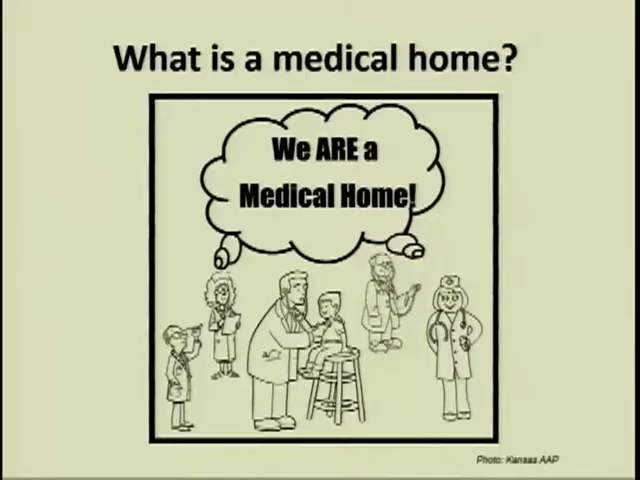 What is a medical home?
We ARE a
Medical Home!
Photo: Kansas AAP